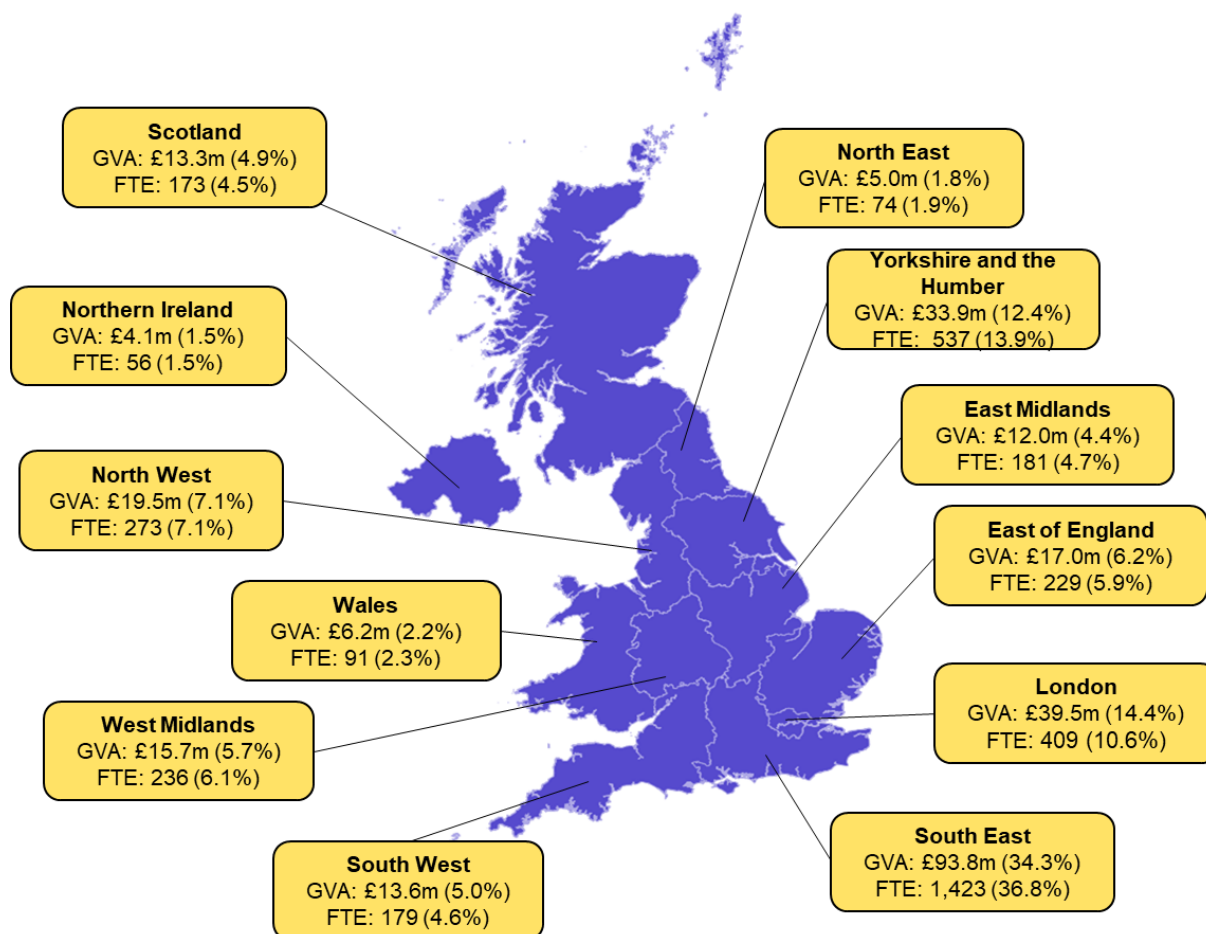 Scotland
GVA: £13.3m (4.9%)
FTE: 173 (4.5%)
North East
GVA: £5.0m (1.8%)
FTE: 74 (1.9%)
Yorkshire and the
Humber
GVA: £33.9m (12.4%)
FTE:  537 (13.9%)
Northern Ireland
GVA: £4.1m (1.5%)
FTE: 56 (1.5%)
East Midlands
GVA: £12.0m (4.4%)
FTE: 181 (4.7%)
North West
GVA: £19.5m (7.1%)
FTE: 273 (7.1%)
East of England
GVA: £17.0m (6.2%)
FTE: 229 (5.9%)
Wales
GVA: £6.2m (2.2%)
FTE: 91 (2.3%)
London
GVA: £39.5m (14.4%)
FTE: 409 (10.6%)
West Midlands
GVA: £15.7m (5.7%)
FTE: 236 (6.1%)
South East
GVA: £93.8m (34.3%)
FTE: 1,423 (36.8%)
South West
GVA: £13.6m (5.0%)
FTE: 179 (4.6%)